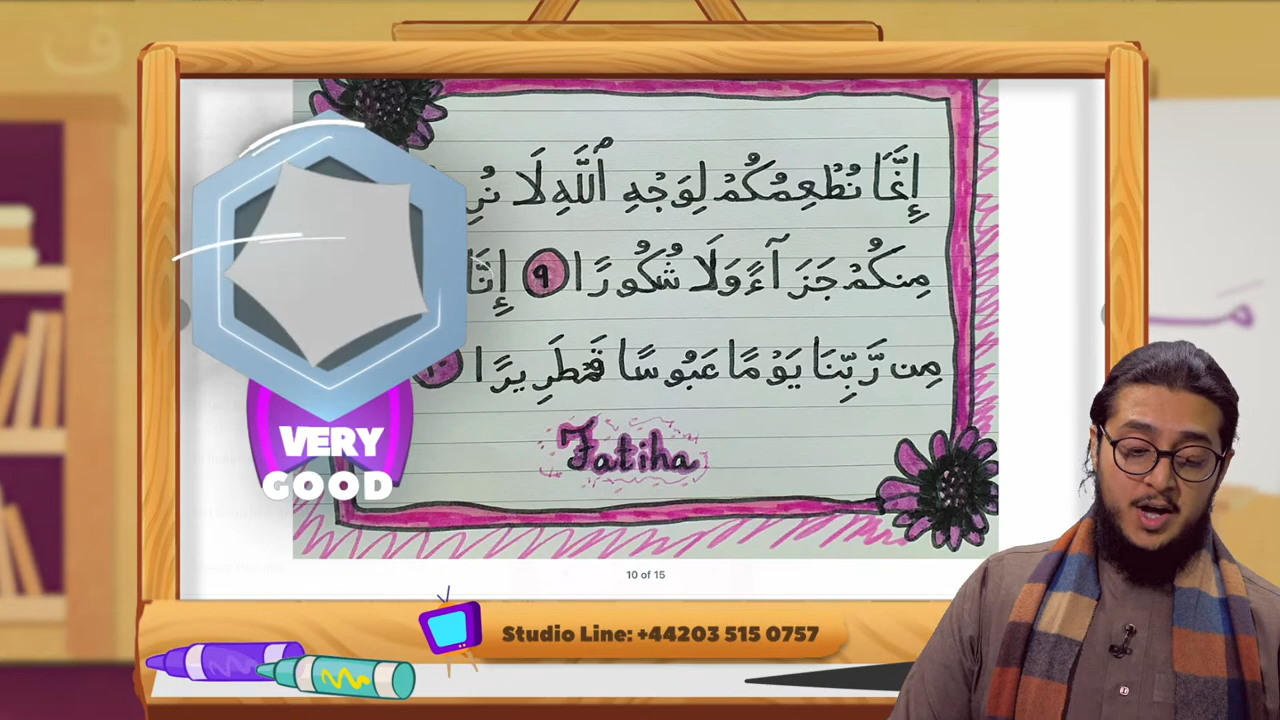 إِنَّمَا نُطْعِمُكُمْ لِوَجْهِ ٱللَّهِ لَا
مِنكُمْ جَزَآءً وَلَا شُكُورًا ٩ إِنَّا
مِن رَّبِّنَا يَوْمًا عَبُوسًا قَمْطَرِيرًا
Fatiha
VERY
GOOD
10 of 15
Studio Line: +44203 515 0757